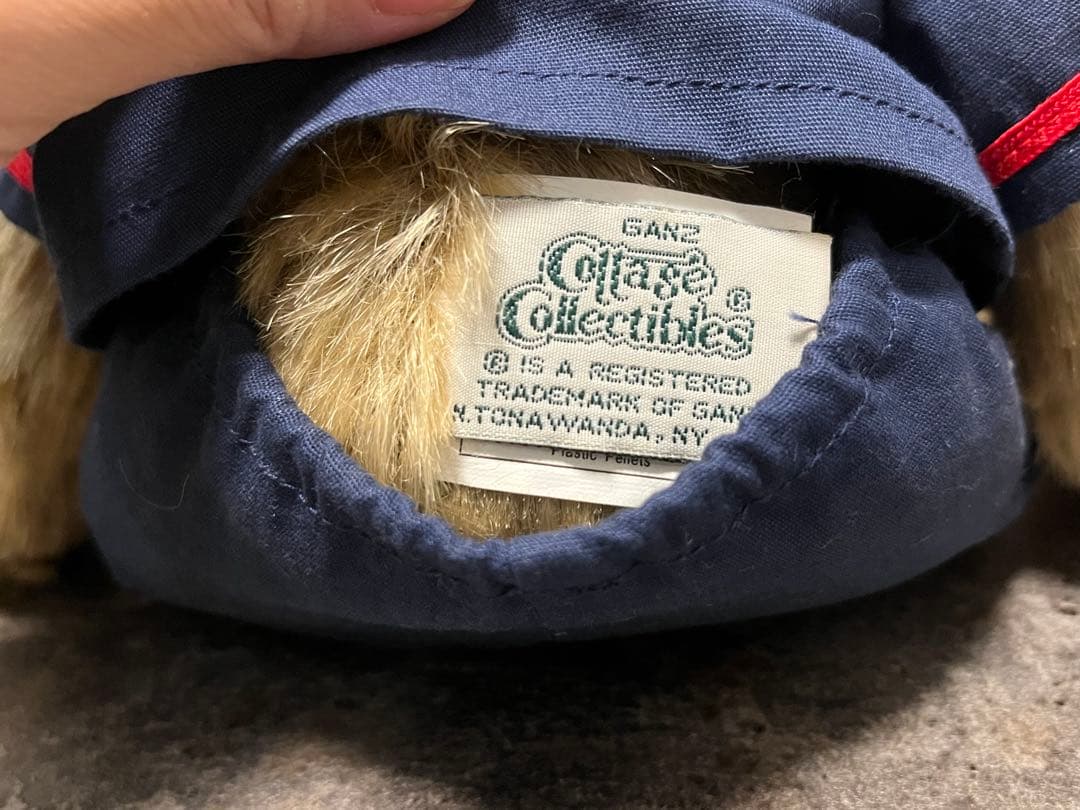 GANZ
Cottage
Collectibles ®
® IS A REGISTERED
TRADEMARK OF GAN
N.TONAWANDA, NY
Plastic Pellets